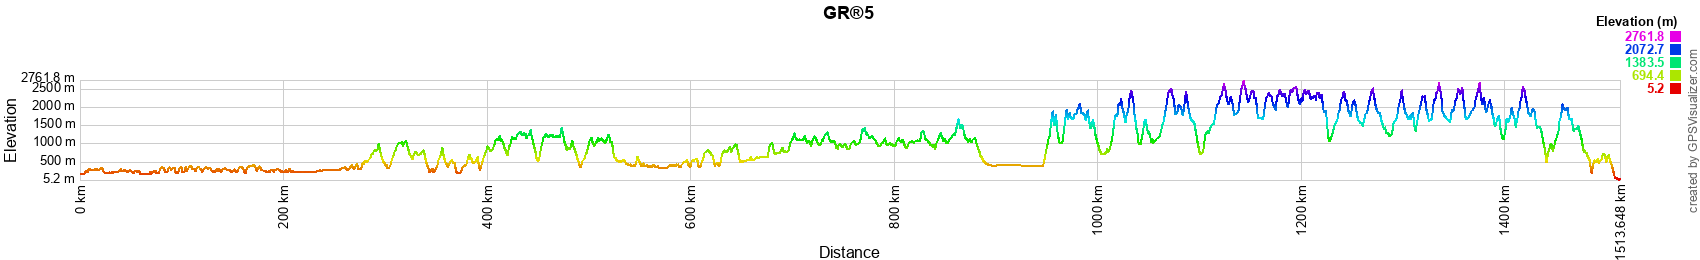 GR®5
Elevation (m)
2761.8
2072.7
1383.5
694.4
5.2
2761.8 m
2500 m
2000 m
1500 m
1000 m
500 m
5.2 m
Elevation
0 km
200 km
400 km
600 km
800 km
1000 km
1200 km
1400 km
1513.648 km
Distance
created by GPSVisualizer.com